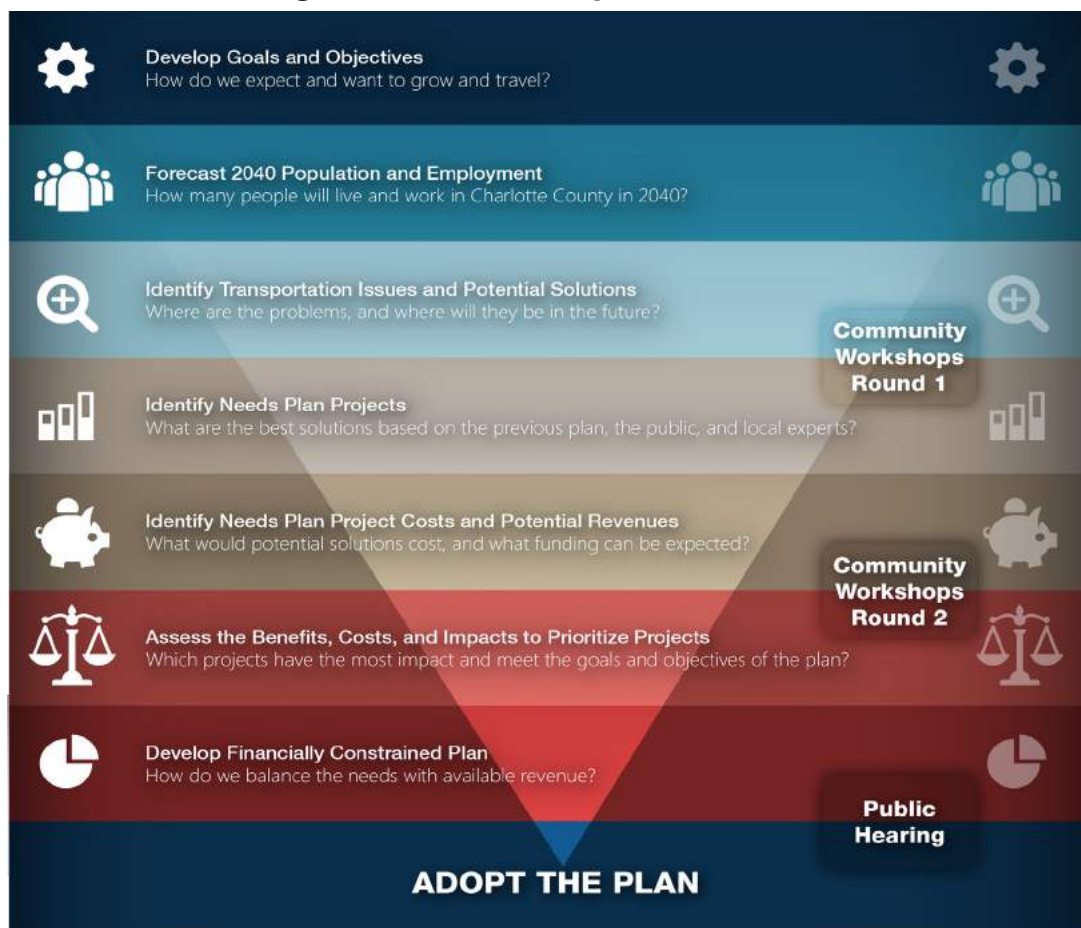 Develop Goals and Objectives
How do we expect and want to grow and travel?
Forecast 2040 Population and Employment
How many people will live and work in Charlotte County in 2040?
Identify Transportation Issues and Potential Solutions
Where are the problems, and where will they be in the future?
Community
Workshops
Round 1
Identify Needs Plan Projects
What are the best solutions based on the previous plan, the public, and local experts?
Identify Needs Plan Project Costs and Potential Revenues
What would potential solutions cost, and what funding can be expected?
Community
Workshops
Round 2
Assess the Benefits, Costs, and Impacts to Prioritize Projects
Which projects have the most impact and meet the goals and objectives of the plan?
Develop Financially Constrained Plan
How do we balance the needs with available revenue?
Public
Hearing
ADOPT THE PLAN